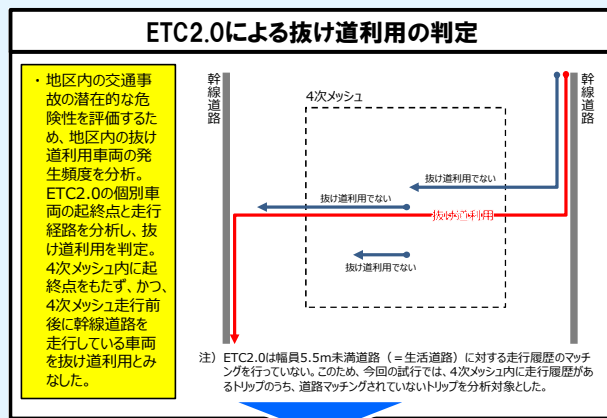 ETC2.0による抜け道利用の判定
・ 地区内の交通事
故の潜在的な危
険性を評価するた
め、地区内の抜け
道利用車両の発
生頻度を分析。
ETC2.0の個別車
両の起終点と走行
経路を分析し、抜
け道利用を判定。
4次メッシュ内に起
終点をもたず、かつ、
4次メッシュ走行前
後に幹線道路を
走行している車両
を抜け道利用とみ
なした。
幹線道路
4次メッシュ
幹線道路
抜け道利用でない
抜け道利用でない
抜け道利用
抜け道利用でない
注） ETC2.0は幅員5.5m未満道路（＝生活道路）に対する走行履歴のマッチ
ングを行っていない。このため、今回の試行では、4次メッシュ内に走行履歴があ
るトリップのうち、道路マッチングされていないトリップを分析対象とした。